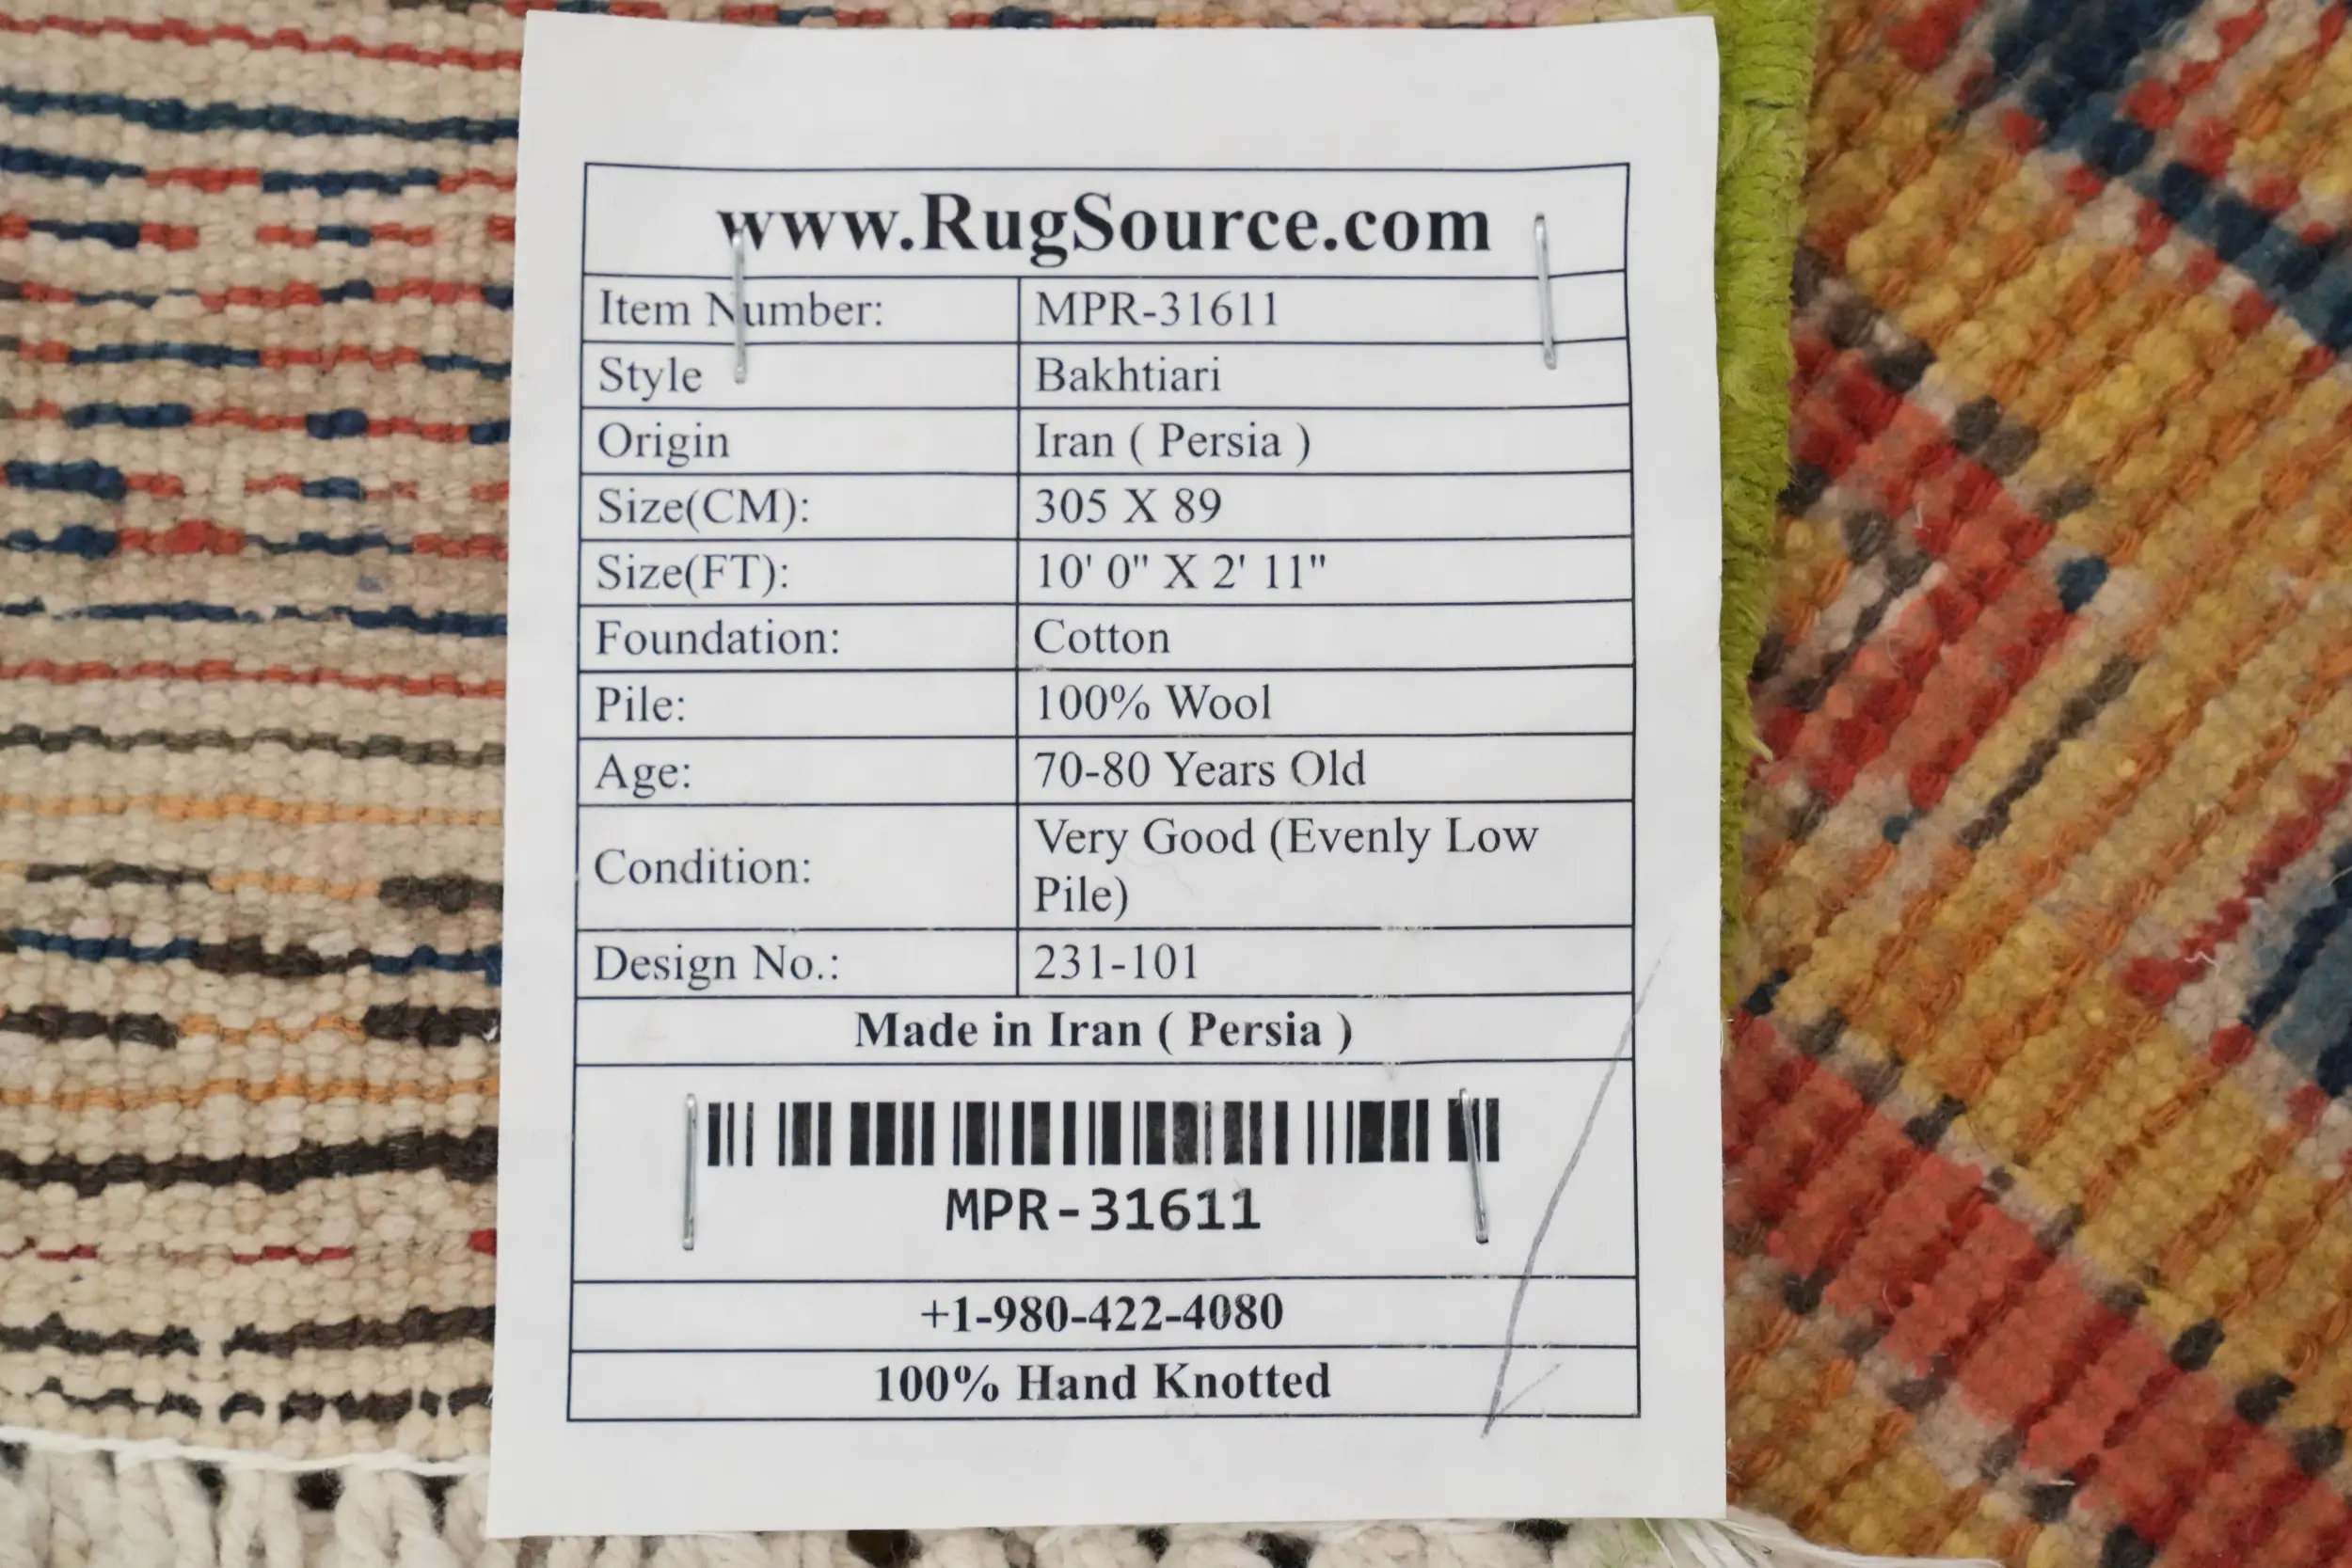 www.RugSource.com
Item Number: MPR-31611
Style Bakhtiari
Origin Iran ( Persia )
Size(CM): 305 X 89
Size(FT): 10' 0" X 2' 11"
Foundation: Cotton
Pile: 100% Wool
Age: 70-80 Years Old
Condition: Very Good (Evenly Low
Pile)
Design No.: 231-101
Made in Iran ( Persia )
MPR-31611
+1-980-422-4080
100% Hand Knotted